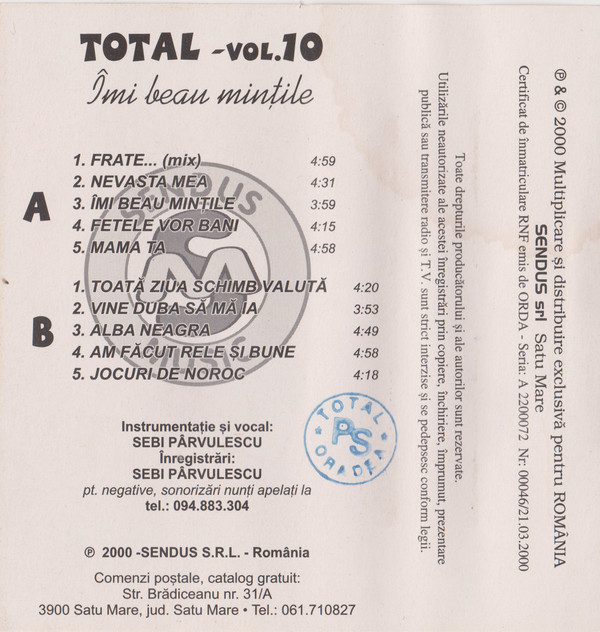 TOTAL -VOL.10
Îmi beau mințile
A
1. FRATE... (mix) 4:59
2. NEVASTA MEA 4:31
3. ÎMI BEAU MINȚILE 3:59
4. FETELE VOR BANI 4:15
5. MAMA TA 4:58
B
1. TOATĂ ZIUA SCHIMB VALUTĂ 4:20
2. VINE DUBA SĂ MĂ IA 3:53
3. ALBA NEAGRA 4:49
4. AM FĂCUT RELE ȘI BUNE 4:58
5. JOCURI DE NOROC 4:18
SENDUS
SM
MUSIC
Instrumentație și vocal:
SEBI PÂRVULESCU
Înregistrări:
SEBI PÂRVULESCU
pt. negative, sonorizări nunți apelați la
tel.: 094.883.304
TOTAL
PS
ORADEA
℗ 2000 -SENDUS S.R.L. - România
Comenzi poștale, catalog gratuit:
Str. Brădiceanu nr. 31/A
3900 Satu Mare, jud. Satu Mare • Tel.: 061.710827
Toate drepturile producătorului și ale autorilor sunt rezervate.
Utilizările neautorizate ale acestei înregistrări prin copiere, închiriere, împrumut, prezentare
publică sau transmitere radio și T.V. sunt strict interzise și se pedepsesc conform legii.
℗ & © 2000 Multiplicare și distribuire exclusivă pentru ROMÂNIA
SENDUS srl Satu Mare
Certificat de înmatriculare RNF emis de ORDA - Seria: A 2200072 Nr: 00046/21.03.2000